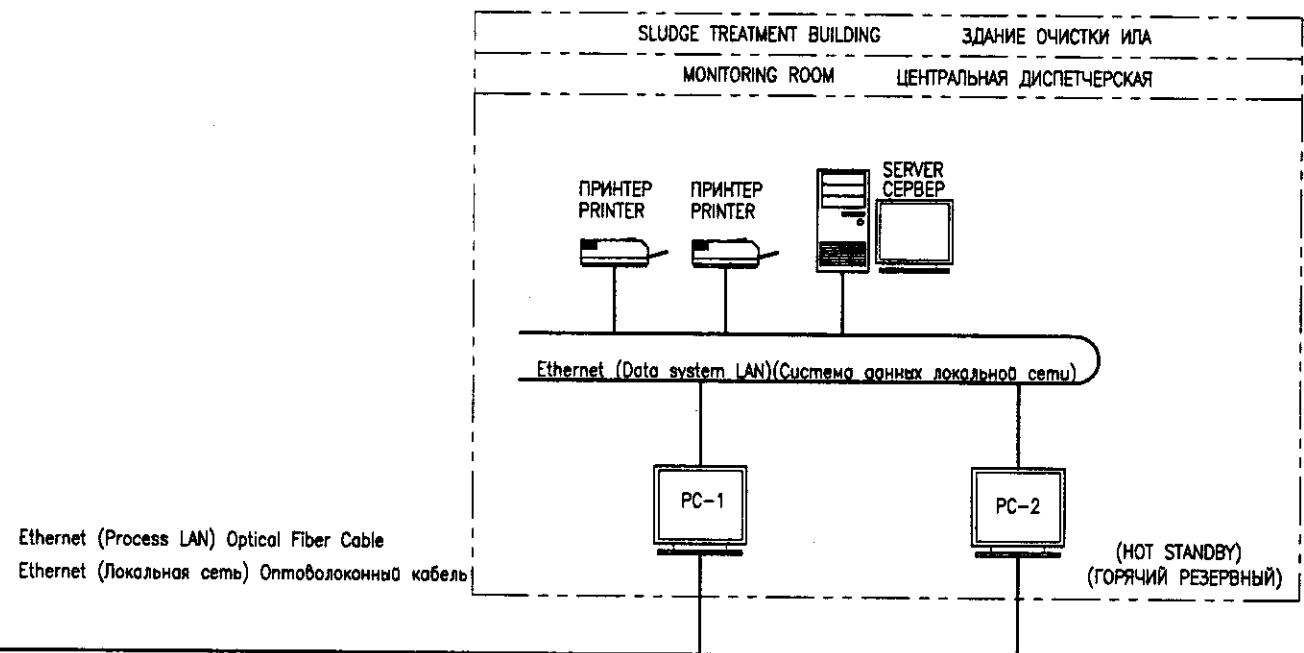 SLUDGE TREATMENT BUILDING ЗДАНИЕ ОЧИСТКИ ИЛА
MONITORING ROOM ЦЕНТРАЛЬНАЯ ДИСПЕТЧЕРСКАЯ
ПРИНТЕР
PRINTER
ПРИНТЕР
PRINTER
SERVER
СЕРВЕР
Ethernet (Data system LAN)(Система данных локальной сети)
PC-1
PC-2
Ethernet (Process LAN) Optical Fiber Cable
Ethernet (Локальная сеть) Оптоволоконный кабель
(HOT STANDBY)
(ГОРЯЧИЙ РЕЗЕРВНЫЙ)